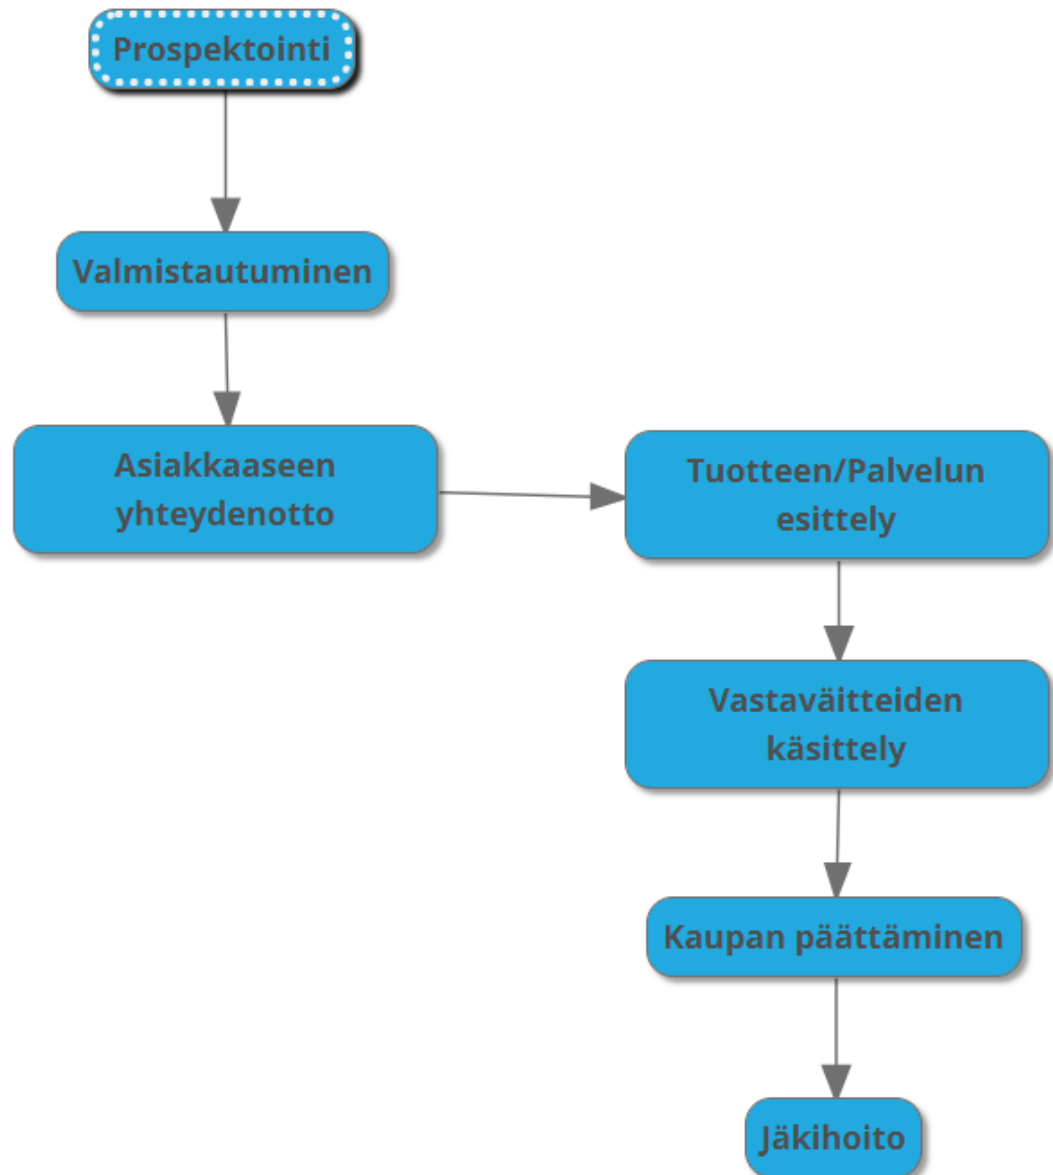 Prospektointi
Valmistautuminen
Asiakkaaseen
yhteydenotto
Tuotteen/Palvelun
esittely
Vastaväitteiden
käsittely
Kaupan päättäminen
Jäkihoito